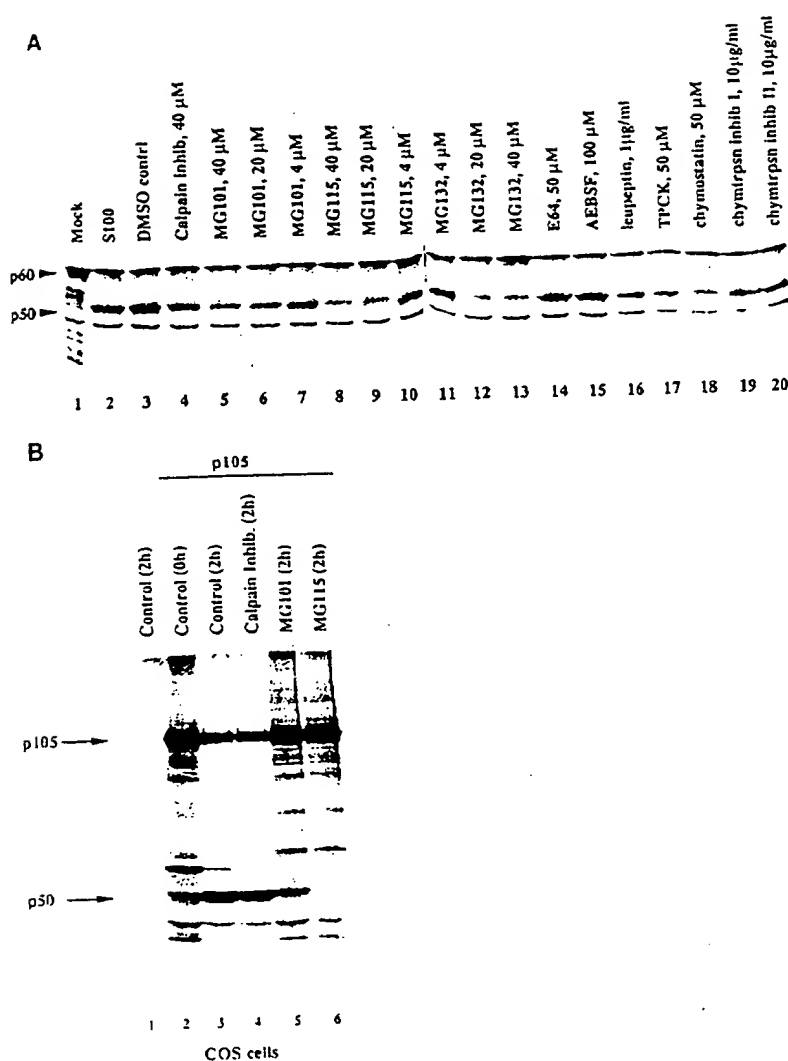 A
Mock
S100
DMSO contrl
Calpain Inhib, 40 µM
MG101, 40 µM
MG101, 20 µM
MG101, 4 µM
MG115, 40 µM
MG115, 20 µM
MG115, 4 µM
MG132, 4 µM
MG132, 20 µM
MG132, 40 µM
E64, 50 µM
AEBSF, 100 µM
leupeptin, 1µg/ml
TPCK, 50 µM
chymostatin, 50 µM
chymtrpsn inhib I, 10µg/ml
chymtrpsn inhib II, 10µg/ml
p60
p50
1 2 3 4 5 6 7 8 9 10 11 12 13 14 15 16 17 18 19 20
B
p105
Control (2h)
Control (0h)
Control (2h)
Calpain Inhib. (2h)
MG101 (2h)
MG115 (2h)
p105
p50
1 2 3 4 5 6
COS cells